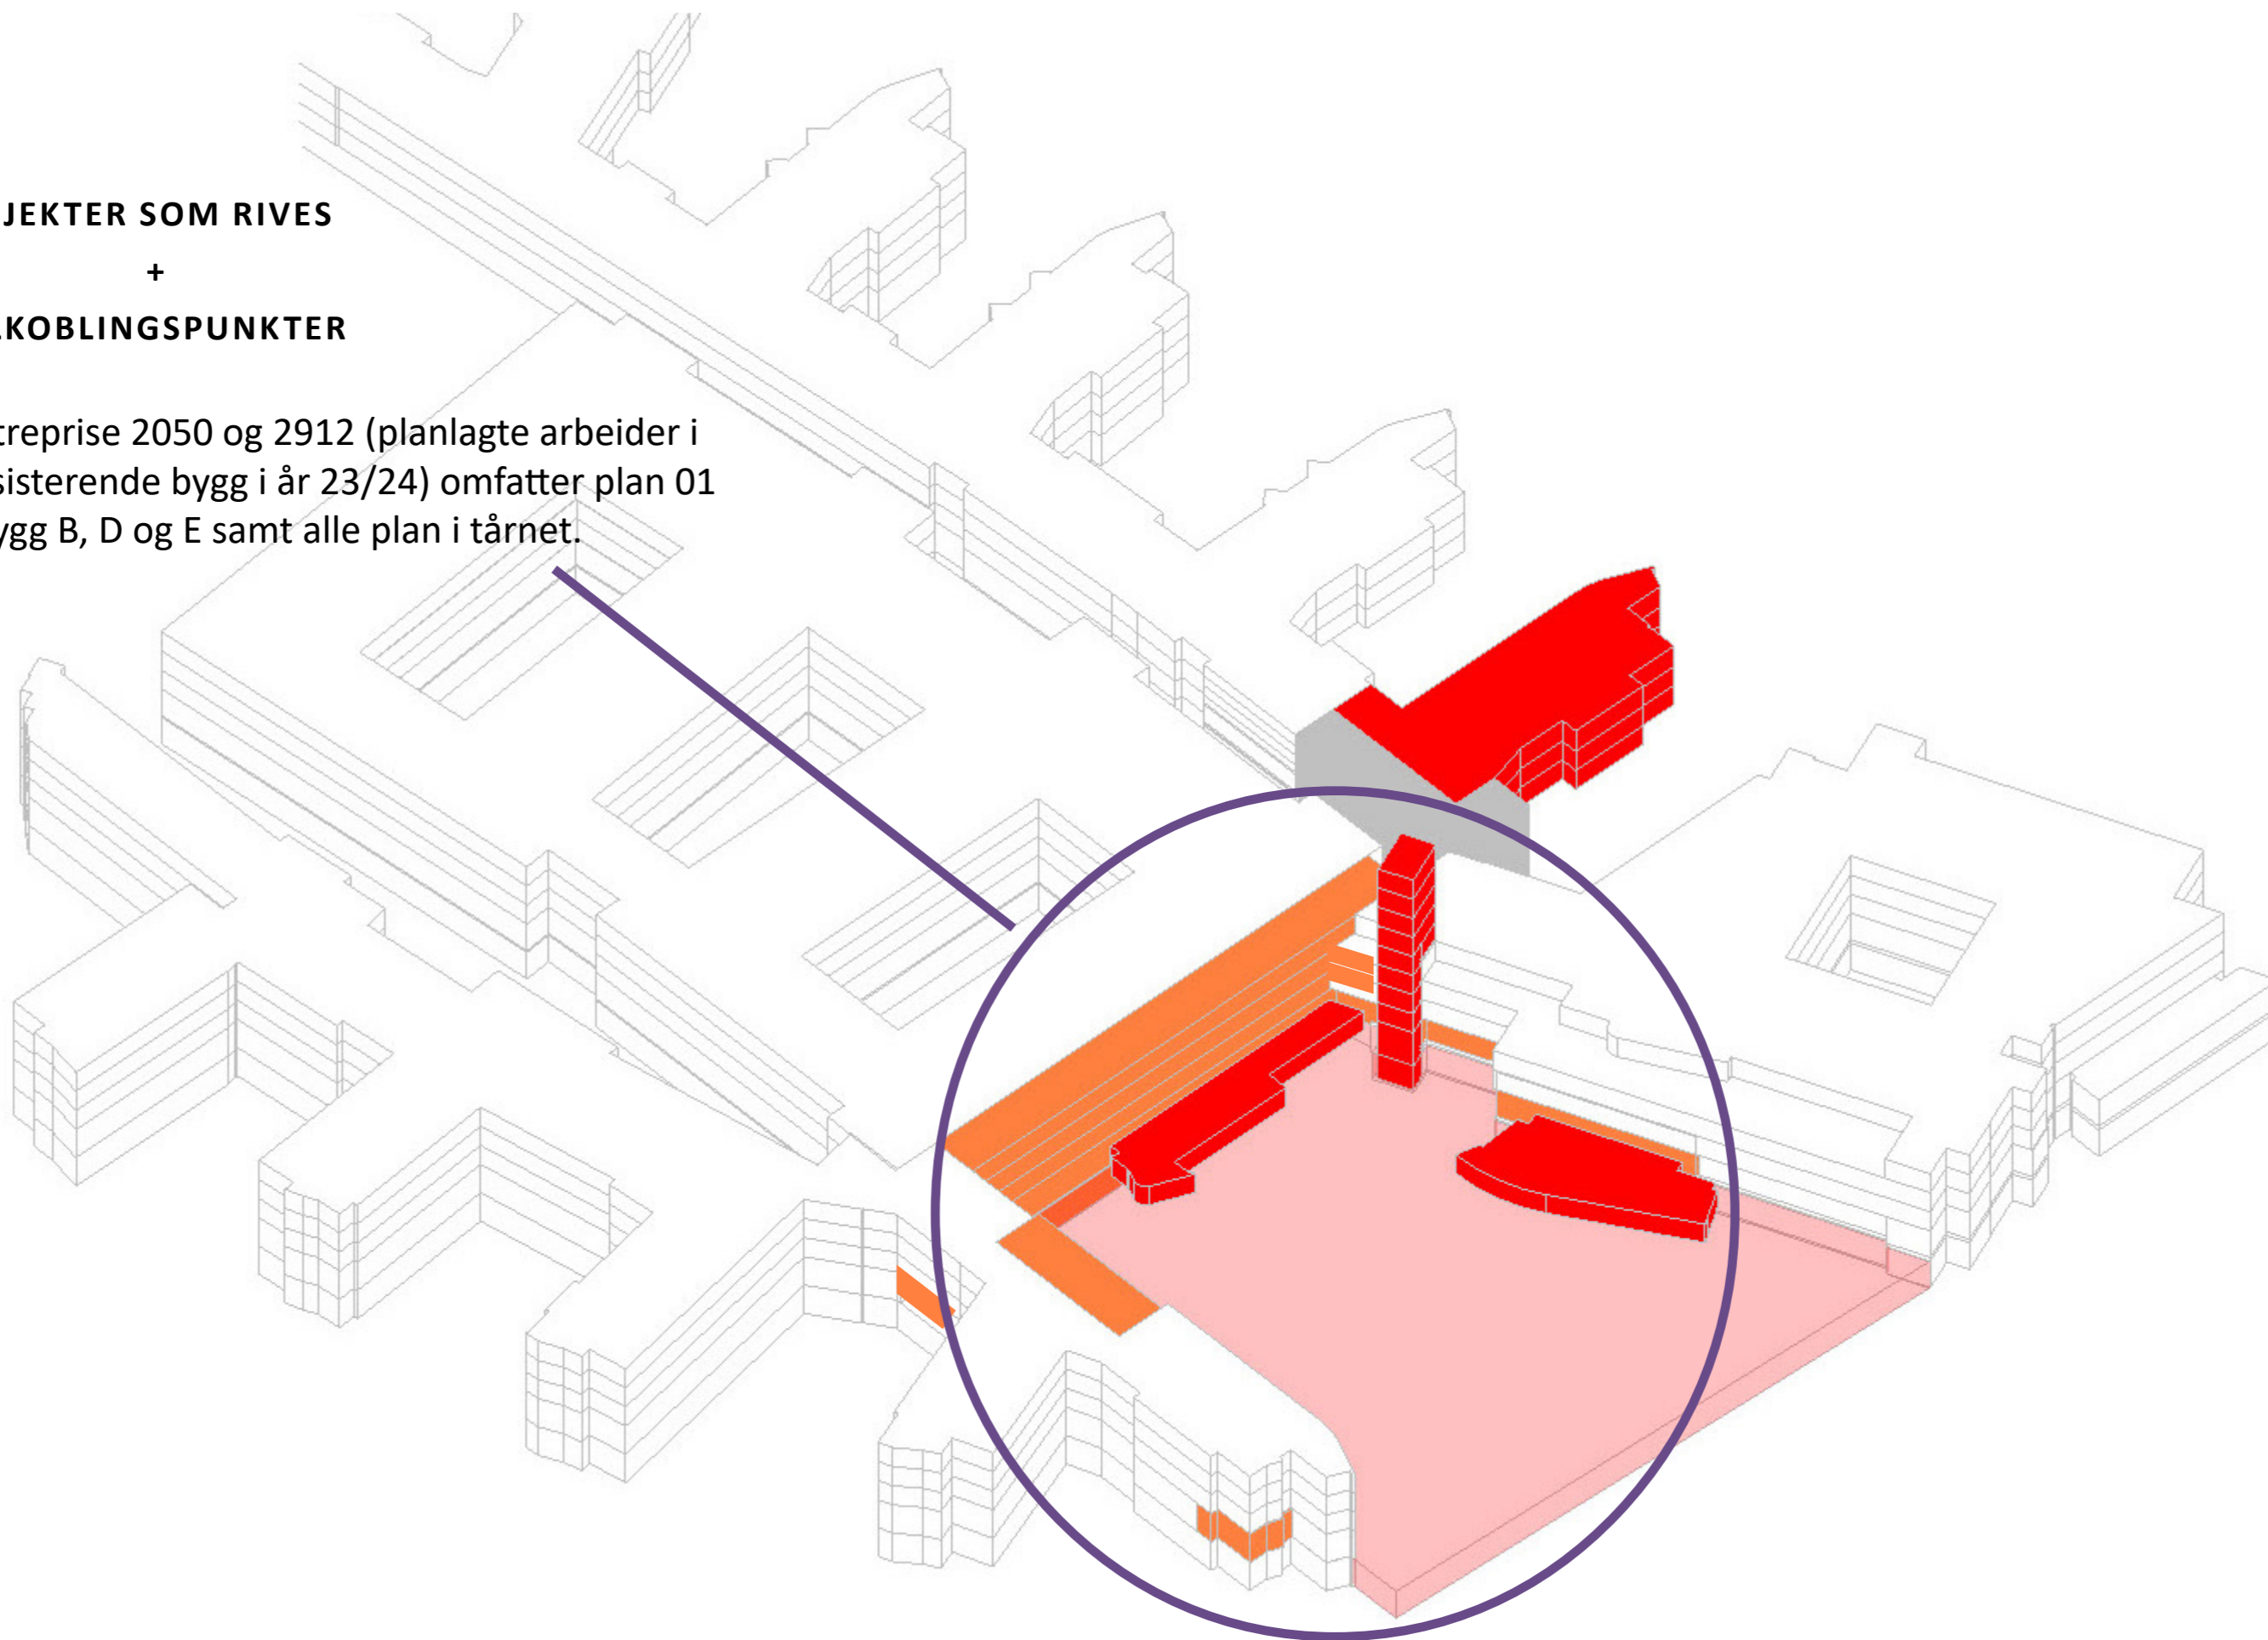 JEKTER SOM RIVES
+
KOBLINGSPUNKTER
treprise 2050 og 2912 (planlagte arbeider i
sisterende bygg i år 23/24) omfatter plan 01
ygg B, D og E samt alle plan i tårnet.